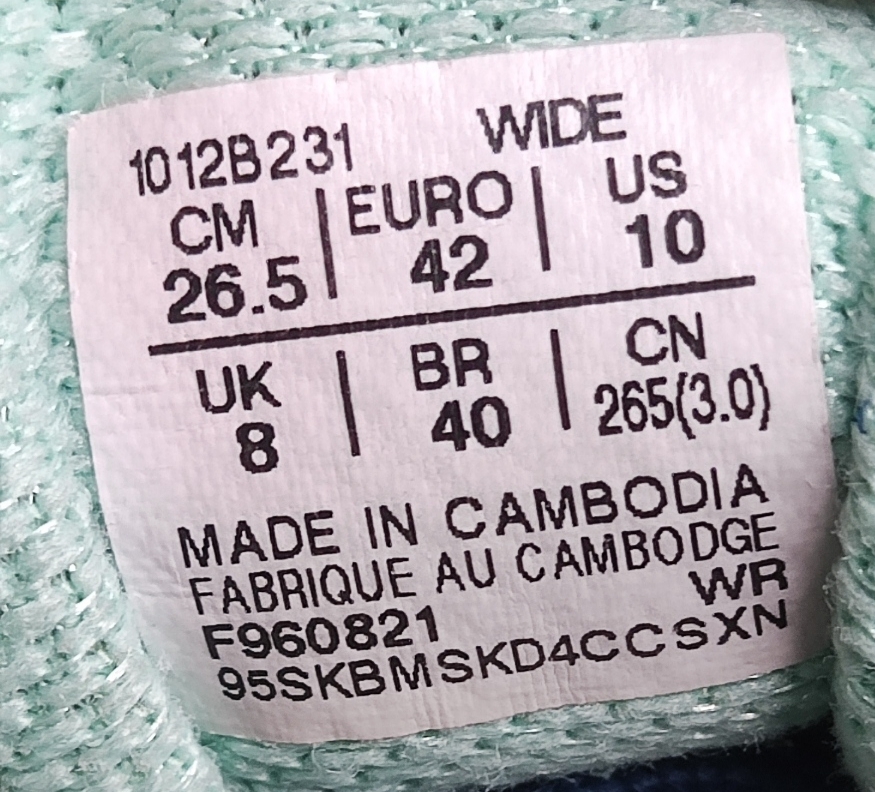 1012B231 WIDE
CM | EURO | US
26.5 | 42 | 10
UK | BR | CN
8 | 40 | 265(3.0)
MADE IN CAMBODIA
FABRIQUE AU CAMBODGE
F960821 WR
95SKBMSKD4CCSXN